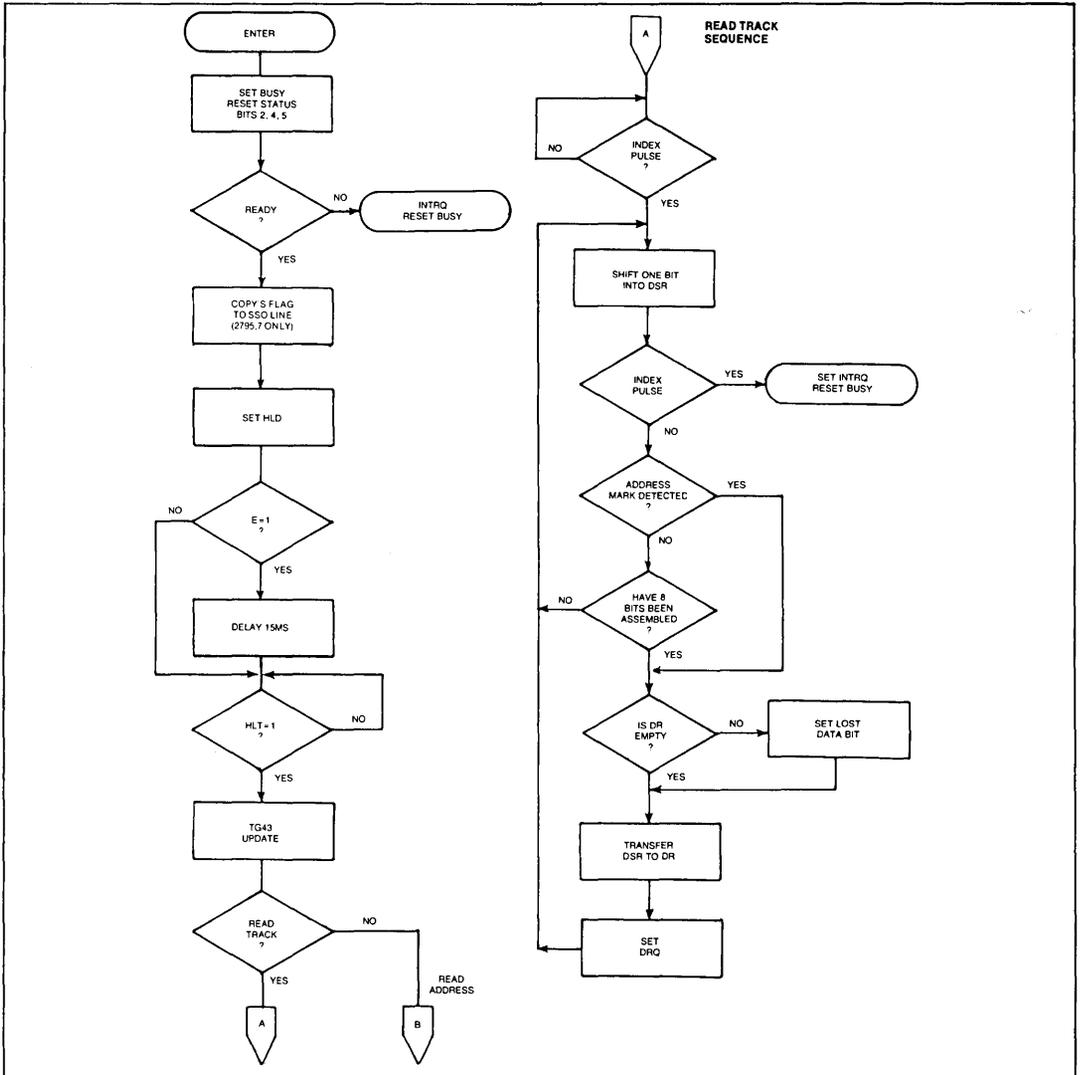 ENTER
SET BUSY
RESET STATUS
BITS 2, 4, 5
READY
?
NO
INTRQ
RESET BUSY
YES
COPY S FLAG
TO SSO LINE
(2795,7 ONLY)
SET HLD
NO
E=1
?
YES
DELAY 15MS
HLT=1
?
NO
YES
TG43
UPDATE
READ
TRACK
?
NO
YES
READ
ADDRESS
A
B
A
READ TRACK
SEQUENCE
NO
INDEX
PULSE
?
YES
SHIFT ONE BIT
INTO DSR
INDEX
PULSE
YES
SET INTRQ
RESET BUSY
NO
ADDRESS
MARK DETECTED
?
YES
NO
NO
HAVE 8
BITS BEEN
ASSEMBLED
?
YES
IS DR
EMPTY
?
NO
SET LOST
DATA BIT
YES
TRANSFER
DSR TO DR
SET
DRQ